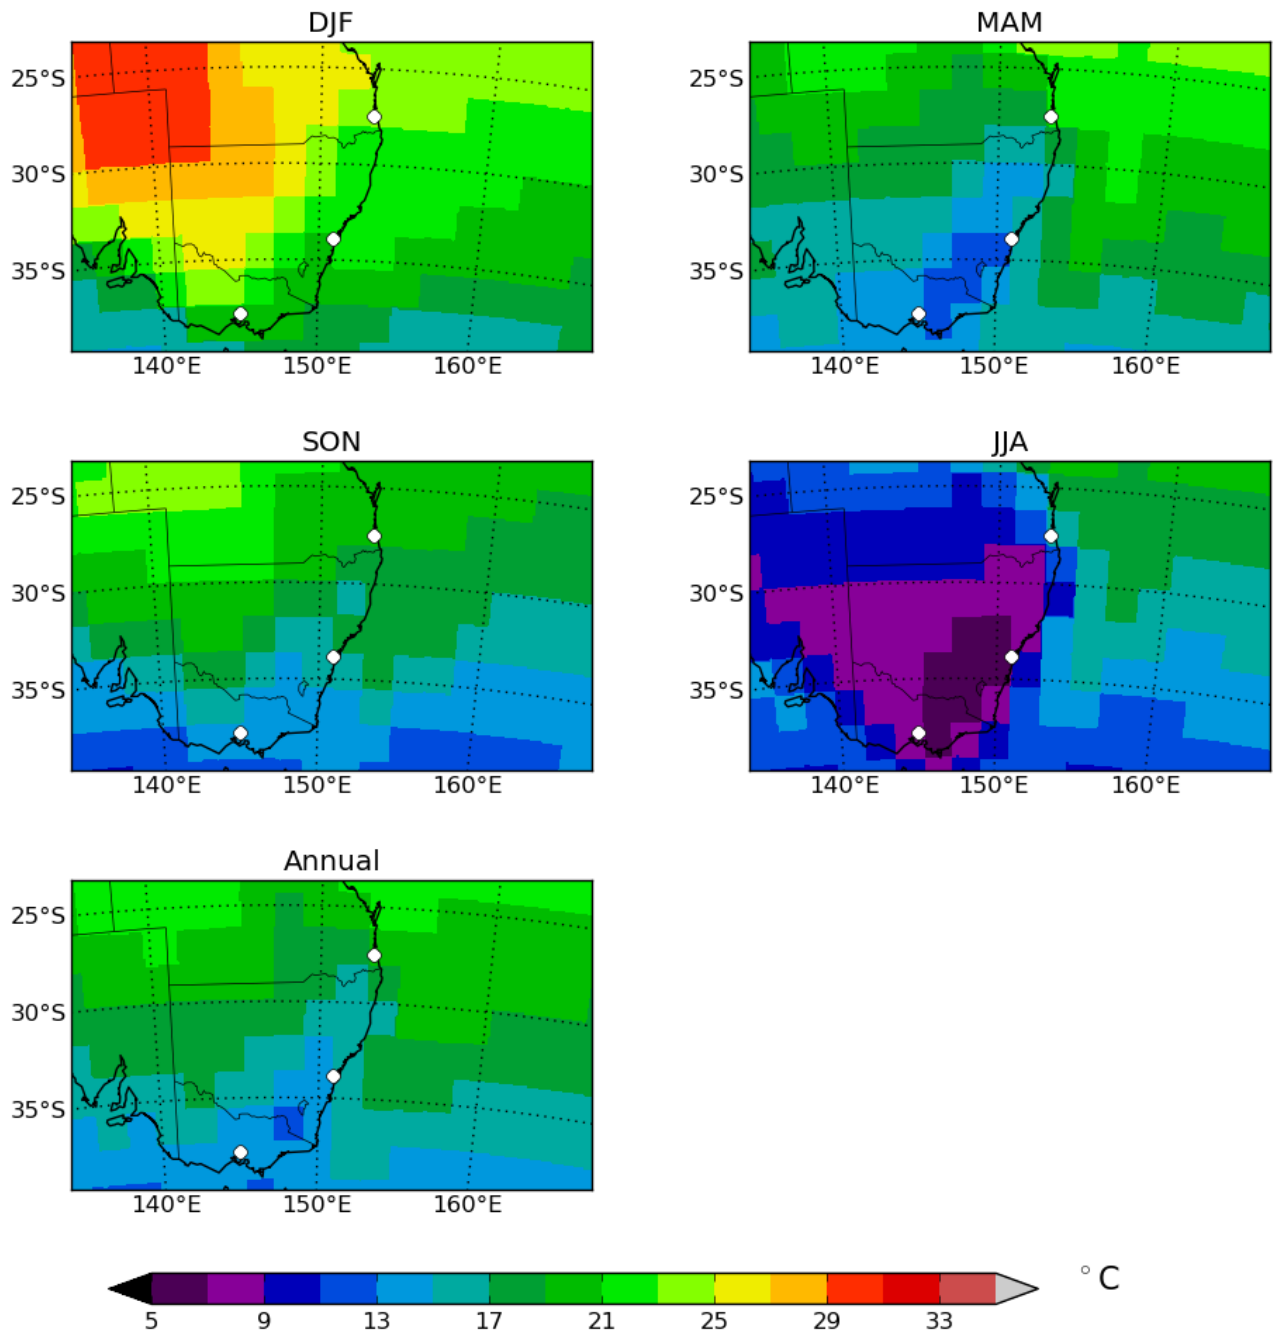 DJF MAM
25°S 25°S
30°S 30°S
35°S 35°S
140°E 150°E 160°E 140°E 150°E 160°E
SON JJA
25°S 25°S
30°S 30°S
35°S 35°S
140°E 150°E 160°E 140°E 150°E 160°E
Annual
25°S
30°S
35°S
140°E 150°E 160°E
°C
5 9 13 17 21 25 29 33